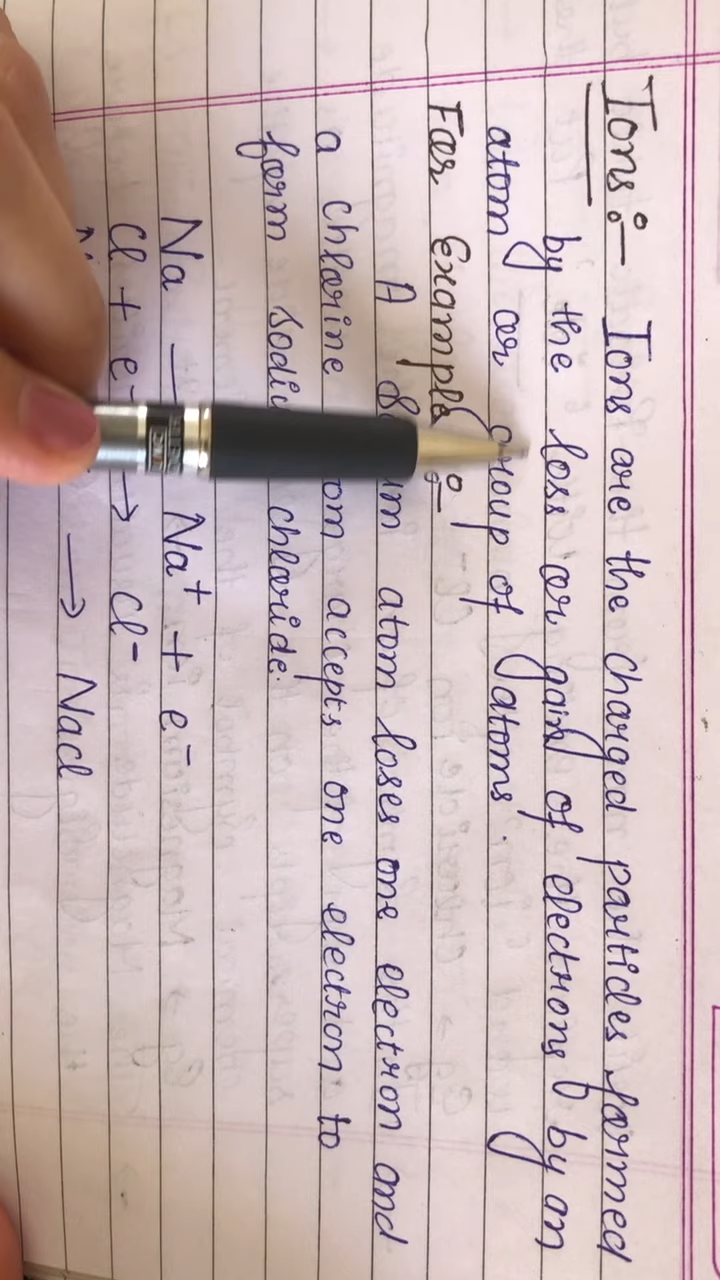 Ions :- Ions are the charged particles formed
by the loss or gain of electrons by an
atom or group of atoms.
For Example :-
A atom loses one electron and
a chlorine accepts one electron to
form chloride.
Na Na⁺ + e⁻
Cl + e⁻ → Cl⁻
→ Nacl